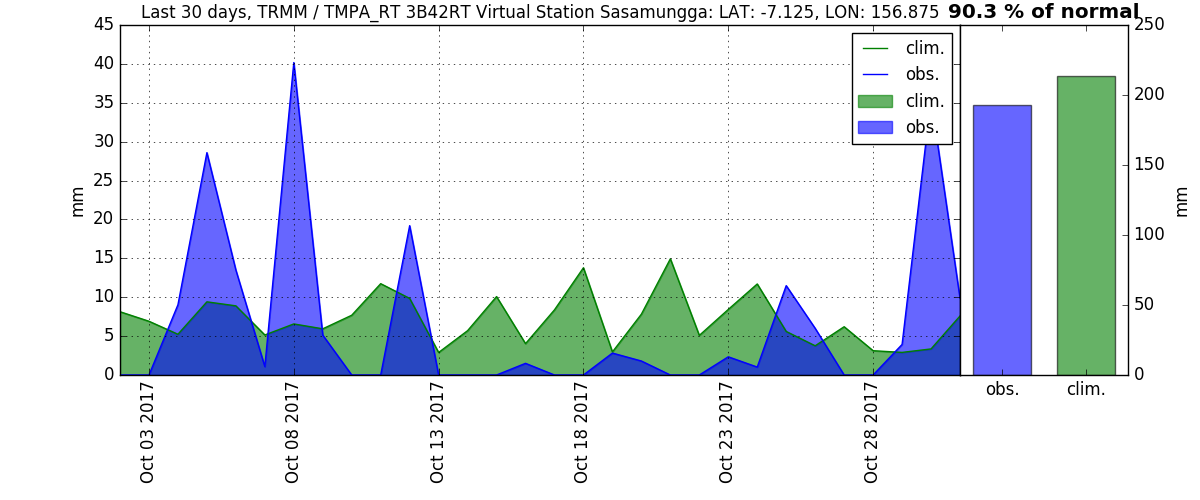 Last 30 days, TRMM / TMPA_RT 3B42RT Virtual Station Sasamungga: LAT: -7.125, LON: 156.875 90.3 % of normal
45
40
35
30
25
20
15
10
5
0
mm
clim.
obs.
clim.
obs.
250
200
150
100
50
0
mm
obs.
clim.
Oct 03 2017
Oct 08 2017
Oct 13 2017
Oct 18 2017
Oct 23 2017
Oct 28 2017